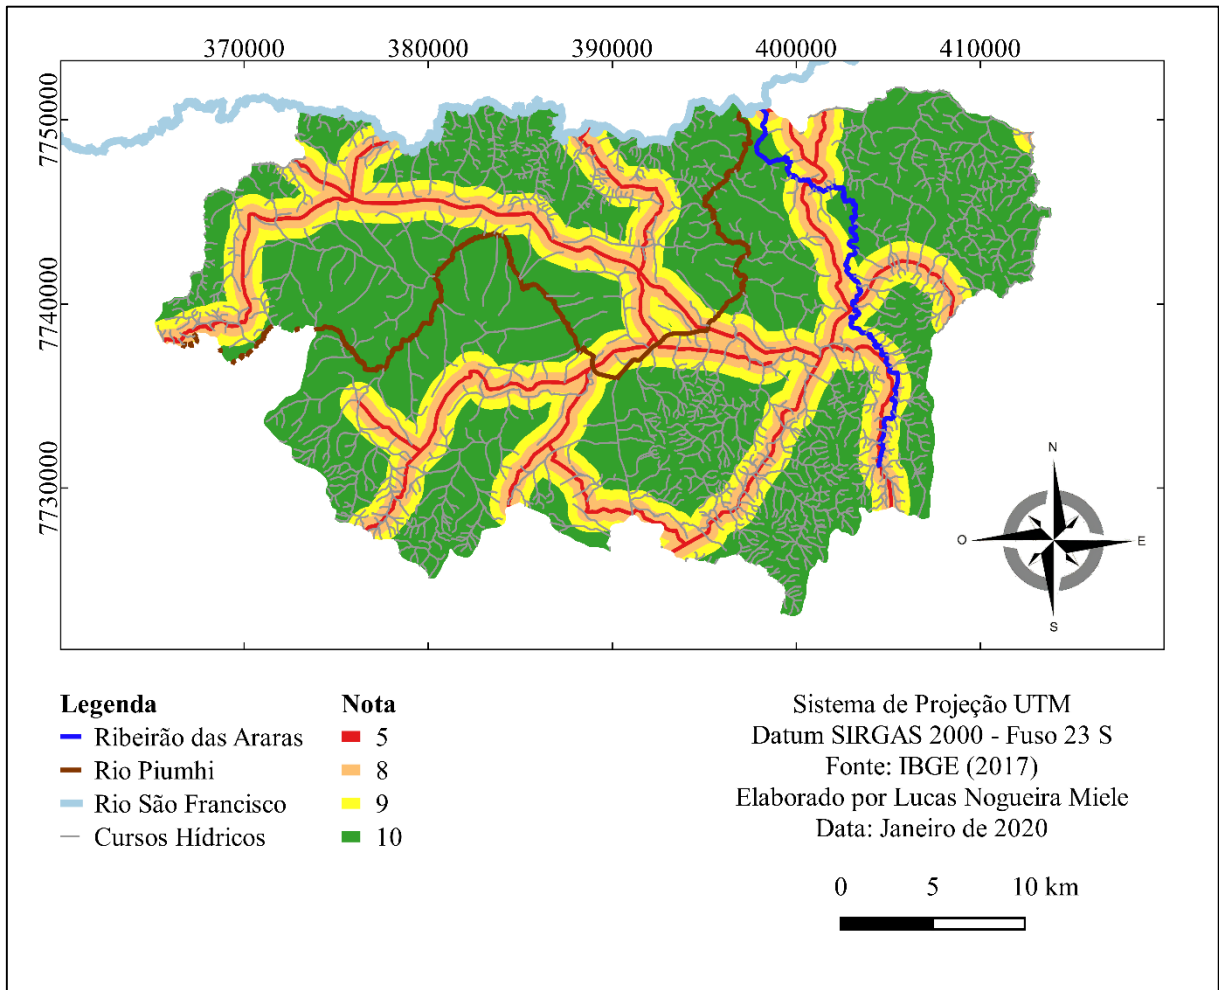 370000 380000 390000 400000 410000
7750000
7740000
7730000
N
O E
S
Legenda Nota
Ribeirão das Araras 5
Rio Piumhi 8
Rio São Francisco 9
Cursos Hídricos 10
Sistema de Projeção UTM
Datum SIRGAS 2000 - Fuso 23 S
Fonte: IBGE (2017)
Elaborado por Lucas Nogueira Miele
Data: Janeiro de 2020
0 5 10 km